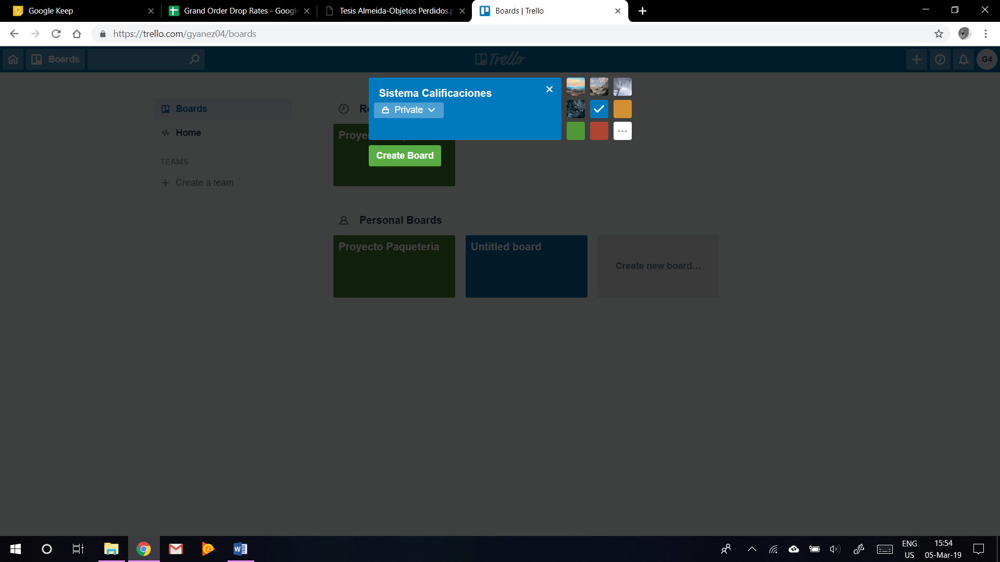 Google Keep
Grand Order Drop Rates - Googl
Tesis Almeida-Objetos Perdidos.p
Boards | Trello
https://trello.com/gyanez04/boards
Boards
Trello
G4
Sistema Calificaciones
Private
Boards
Home
TEAMS
Create a team
Create Board
Personal Boards
Proyecto Paqueteria
Untitled board
Create new board…
ENG
US
15:54
05-Mar-19